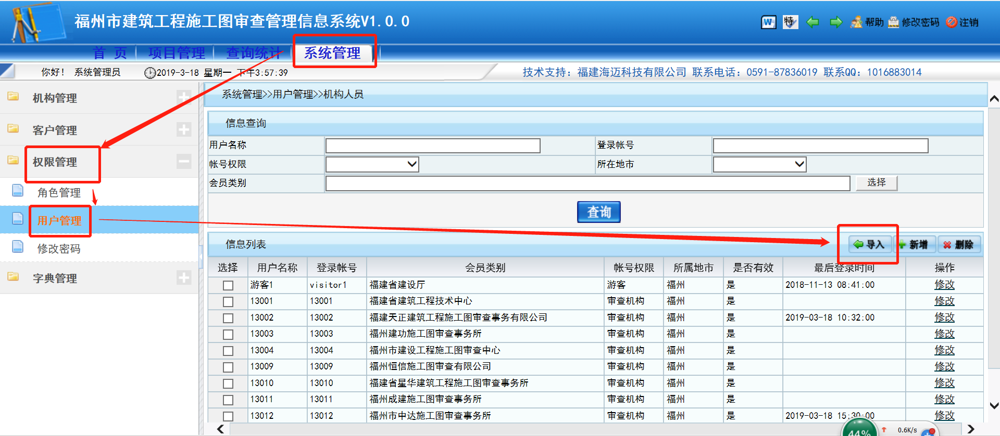 福州市建筑工程施工图审查管理信息系统V1.0.0
W 特 帮助 修改密码 注销
首 页 项目管理 查询统计 系统管理
你好！ 系统管理员 2019-3-18 星期一 下午3:57:39 技术支持：福建海迈科技有限公司 联系电话：0591-87836019 联系QQ：1016883014
机构管理
客户管理
权限管理
角色管理
用户管理
修改密码
字典管理
系统管理>>用户管理>>机构人员
信息查询
用户名称 登录帐号
帐号权限 所在地市
会员类别 选择
查询
信息列表 导入 新增 删除
选择 用户名称 登录帐号 会员类别 帐号权限 所属地市 是否有效 最后登录时间 操作
游客1 visitor1 福建省建设厅 游客 福州 是 2018-11-13 08:41:00 修改
13001 13001 福建省建筑工程技术中心 审查机构 福州 是 修改
13002 13002 福建天正建筑工程施工图审查事务有限公司 审查机构 福州 是 2019-03-18 10:32:00 修改
13003 13003 福州建功施工图审查事务所 审查机构 福州 是 修改
13004 13004 福州市建设工程施工图审查中心 审查机构 福州 是 修改
13009 13009 福州恒信施工图审查有限公司 审查机构 福州 是 修改
13010 13010 福建省星华建筑工程施工图审查事务所 审查机构 福州 是 修改
13011 13011 福州成建施工图审查事务所 审查机构 福州 是 修改
13012 13012 福州市中达施工图审查事务所 审查机构 福州 是 2019-03-18 15:30:00 修改
44% 0.6K/s